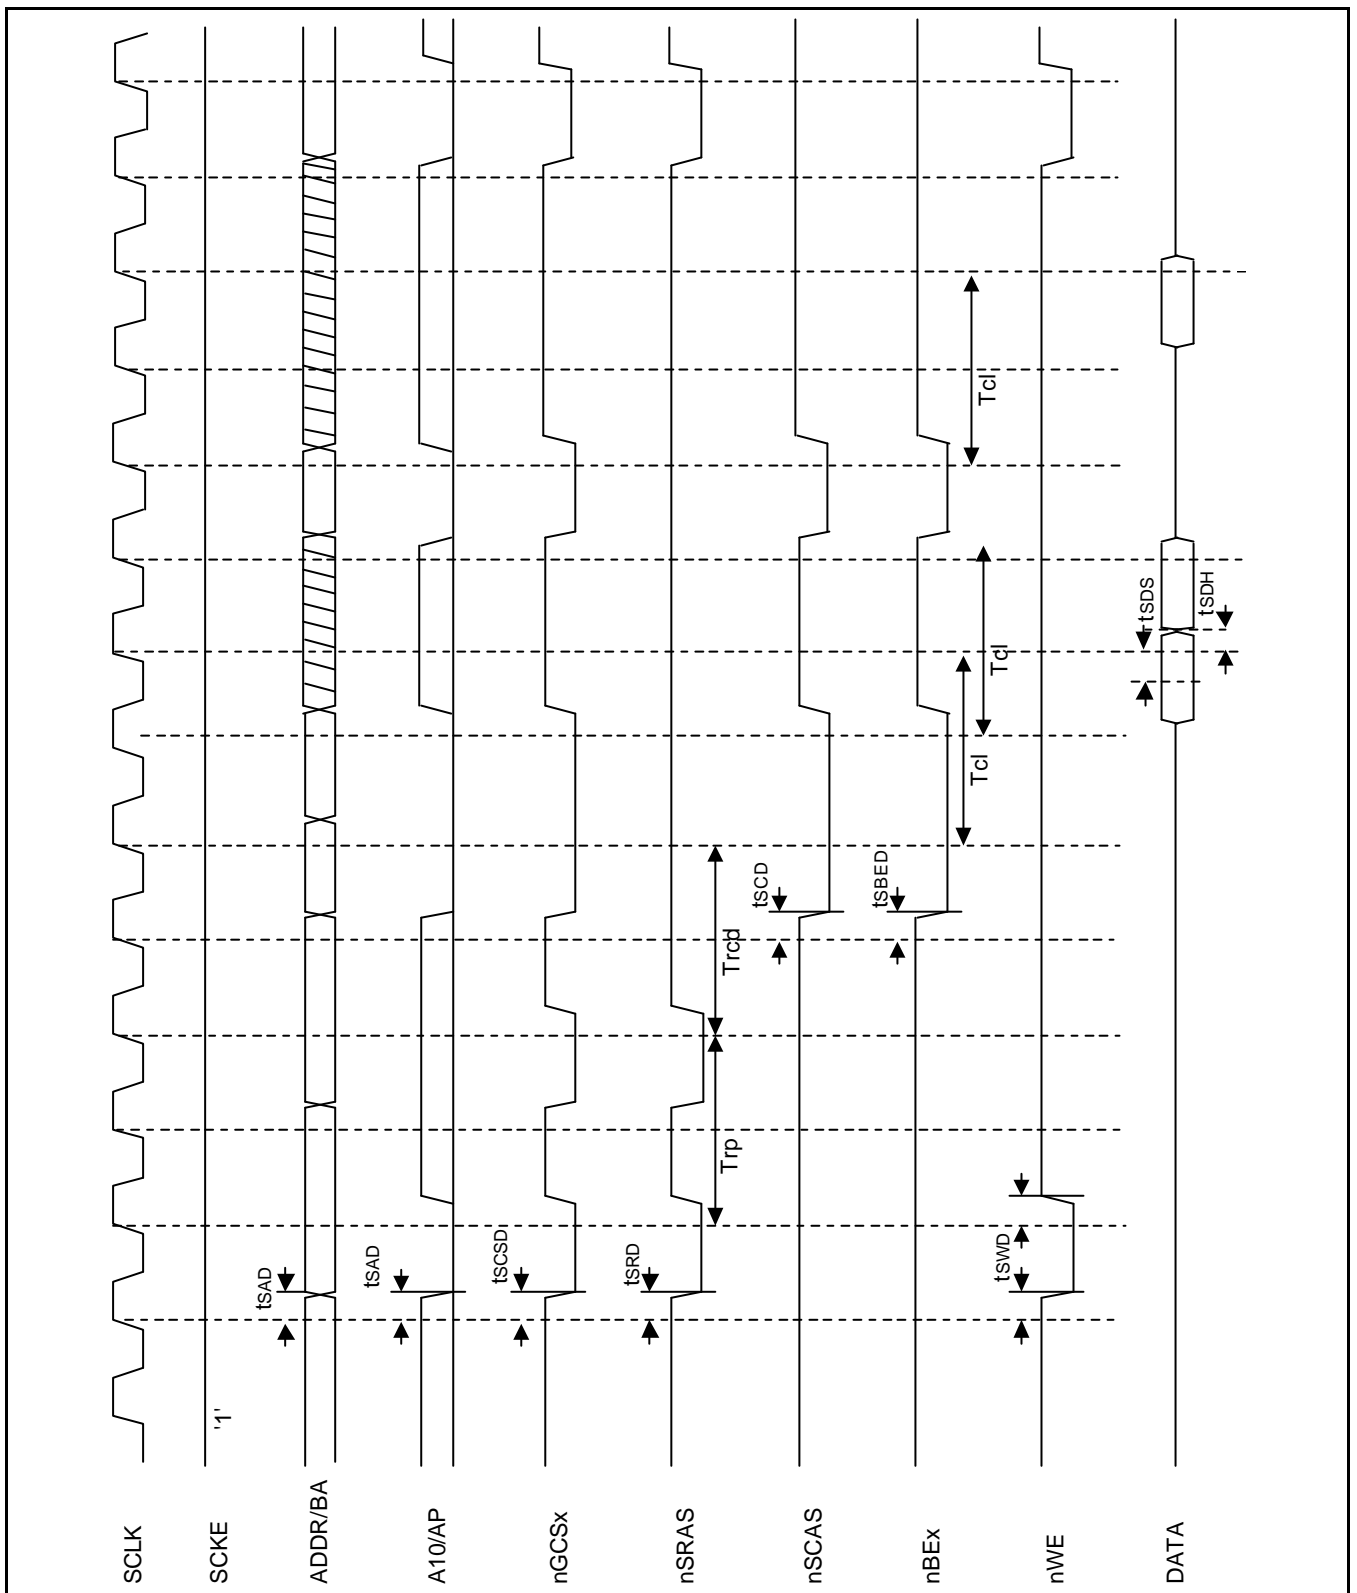 SCLK
SCKE
'1'
ADDR/BA
tSAD
A10/AP
tSAD
nGCSx
tSCSD
nSRAS
tSRD
Trp
Trcd
nSCAS
tSCD
nBEx
tSBED
Tcl
Tcl
Tcl
nWE
tSWD
DATA
tSDS
tSDH